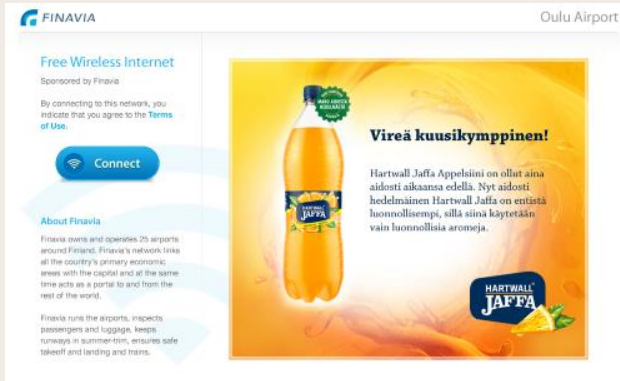 FINAVIA
Oulu Airport
Free Wireless Internet
Sponsored by Finavia
By connecting to this network, you
indicate that you agree to the Terms
of Use.
Connect
About Finavia
Finavia owns and operates 25 airports
around Finland. Finavia's network links
all the country's primary economic
areas with the capital and at the same
time acts as a portal to and from the
rest of the world.
Finavia runs the airports, inspects
passengers and luggage, keeps
runways in summer-trim, ensures safe
takeoff and landing and trains.
HARTWALL
JAFFA
Vireä kuusikymppinen!
Hartwall Jaffa Appelsiini on ollut aina
aidosti aikaansa edellä. Nyt aidosti
hedelmäinen Hartwall Jaffa on entistä
luonnollisempi, sillä siinä käytetään
vain luonnollisia aromeja.
HARTWALL
JAFFA